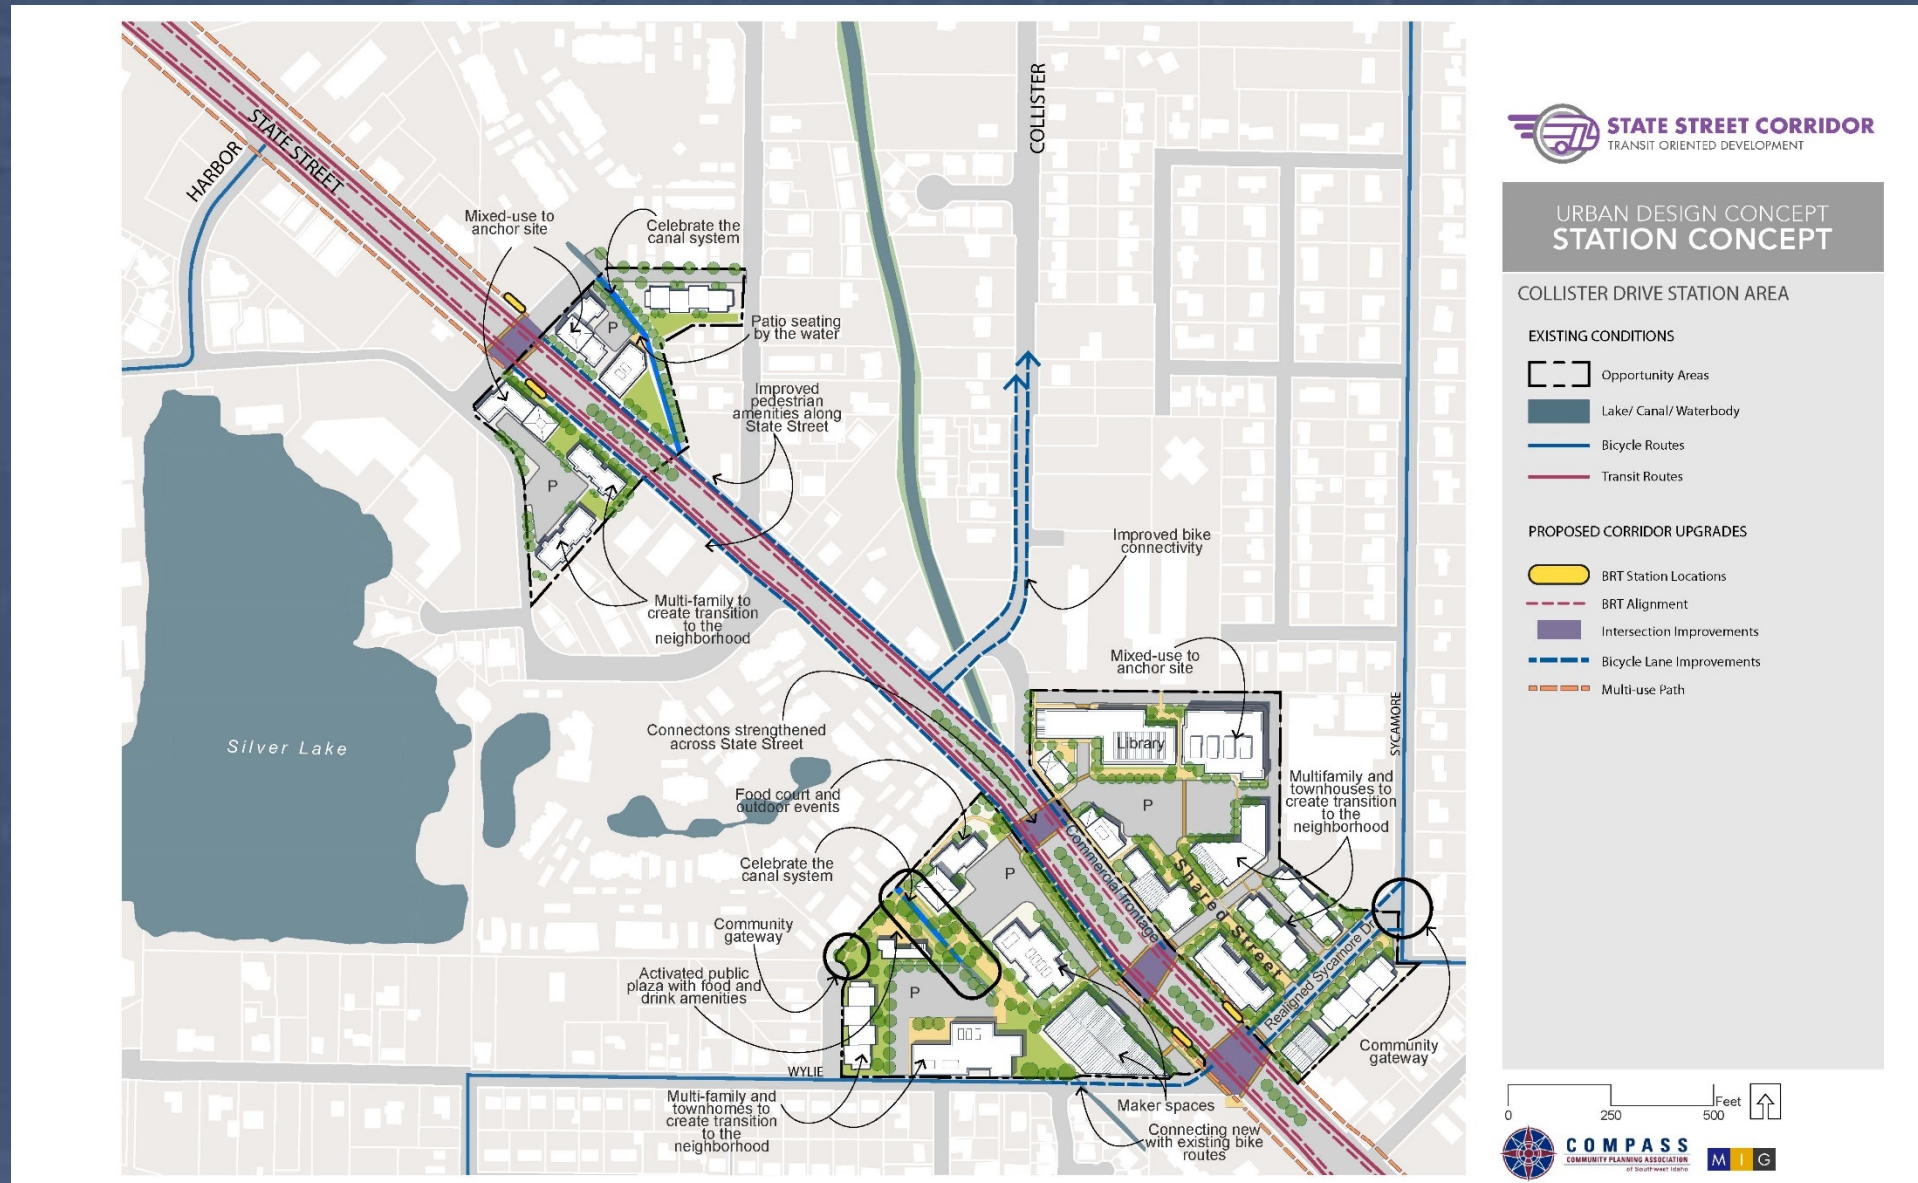 STATE STREET CORRIDOR
TRANSIT ORIENTED DEVELOPMENT
URBAN DESIGN CONCEPT
STATION CONCEPT
COLLISTER DRIVE STATION AREA
EXISTING CONDITIONS
Opportunity Areas
Lake/ Canal/ Waterbody
Bicycle Routes
Transit Routes
PROPOSED CORRIDOR UPGRADES
BRT Station Locations
BRT Alignment
Intersection Improvements
Bicycle Lane Improvements
Multi-use Path
0 250 500 Feet
COMPASS
COMMUNITY PLANNING ASSOCIATION
of Southwest Idaho
M I G
STATE STREET
HARBOR
COLLISTER
Mixed-use to
anchor site
Celebrate the
canal system
P
Patio seating
by the water
Improved
pedestrian
amenities along
State Street
P
Multi-family to
create transition
to the
neighborhood
Improved bike
connectivity
Silver Lake
Connectons strengthened
across State Street
Mixed-use to
anchor site
SYCAMORE
Library
P
Multifamily and
townhouses to
create transition
to the
neighborhood
Food court and
outdoor events
Commercial frontage
Shared Street
Celebrate the
canal system
P
Community
gateway
Realigned Sycamore Dr
Activated public
plaza with food and
drink amenities
P
Community
gateway
WYLIE
Multi-family and
townhomes to
create transition
to the
neighborhood
Maker spaces
Connecting new
with existing bike
routes